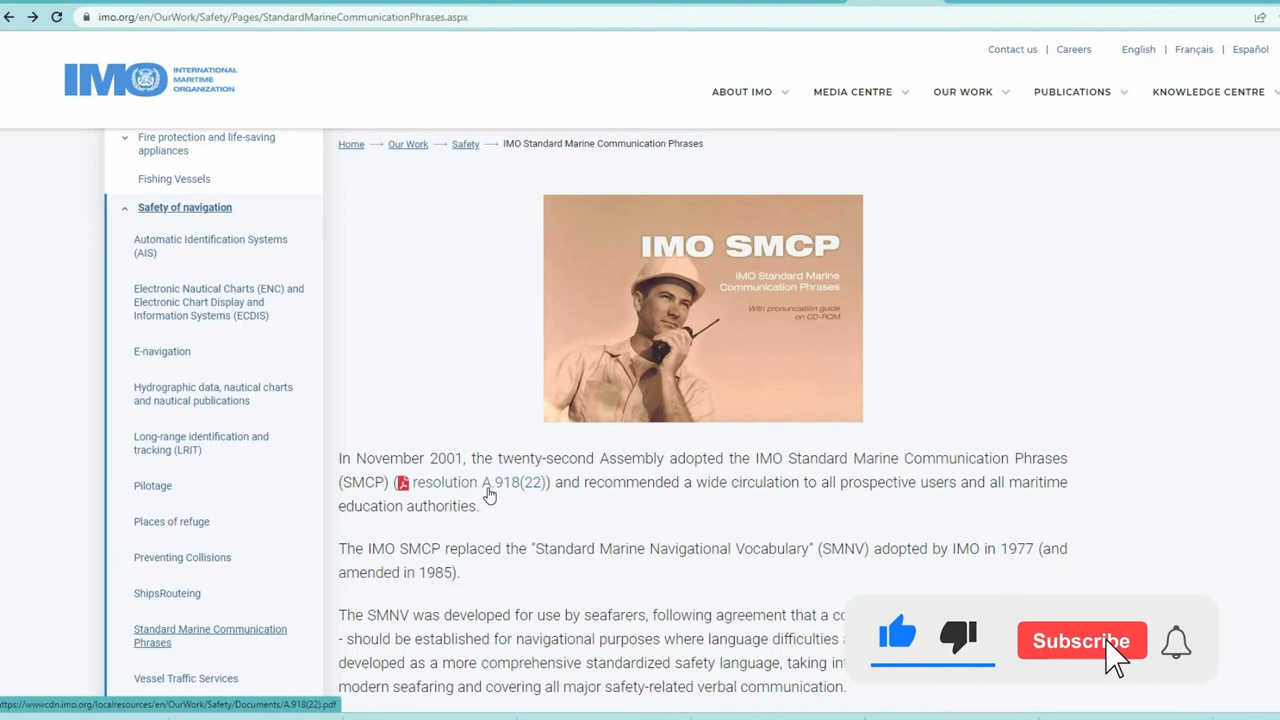 imo.org/en/OurWork/Safety/Pages/StandardMarineCommunicationPhrases.aspx
Contact us | Careers English | Français | Español
IMO INTERNATIONAL
MARITIME
ORGANIZATION
ABOUT IMO MEDIA CENTRE OUR WORK PUBLICATIONS KNOWLEDGE CENTRE
Fire protection and life-saving
appliances
Fishing Vessels
Safety of navigation
Automatic Identification Systems
(AIS)
Electronic Nautical Charts (ENC) and
Electronic Chart Display and
Information Systems (ECDIS)
E-navigation
Hydrographic data, nautical charts
and nautical publications
Long-range identification and
tracking (LRIT)
Pilotage
Places of refuge
Preventing Collisions
ShipsRouteing
Standard Marine Communication
Phrases
Vessel Traffic Services
Home → Our Work → Safety → IMO Standard Marine Communication Phrases
IMO SMCP
IMO Standard Marine
Communication Phrases
With pronunciation guide
on CD-ROM
In November 2001, the twenty-second Assembly adopted the IMO Standard Marine Communication Phrases
(SMCP) (resolution A.918(22)) and recommended a wide circulation to all prospective users and all maritime
education authorities.
The IMO SMCP replaced the "Standard Marine Navigational Vocabulary" (SMNV) adopted by IMO in 1977 (and
amended in 1985).
The SMNV was developed for use by seafarers, following agreement that a
- should be established for navigational purposes where language difficulties
developed as a more comprehensive standardized safety language, taking
modern seafaring and covering all major safety-related verbal communication.
Subscribe
https://wwwcdn.imo.org/localresources/en/OurWork/Safety/Documents/A.918(22).pdf